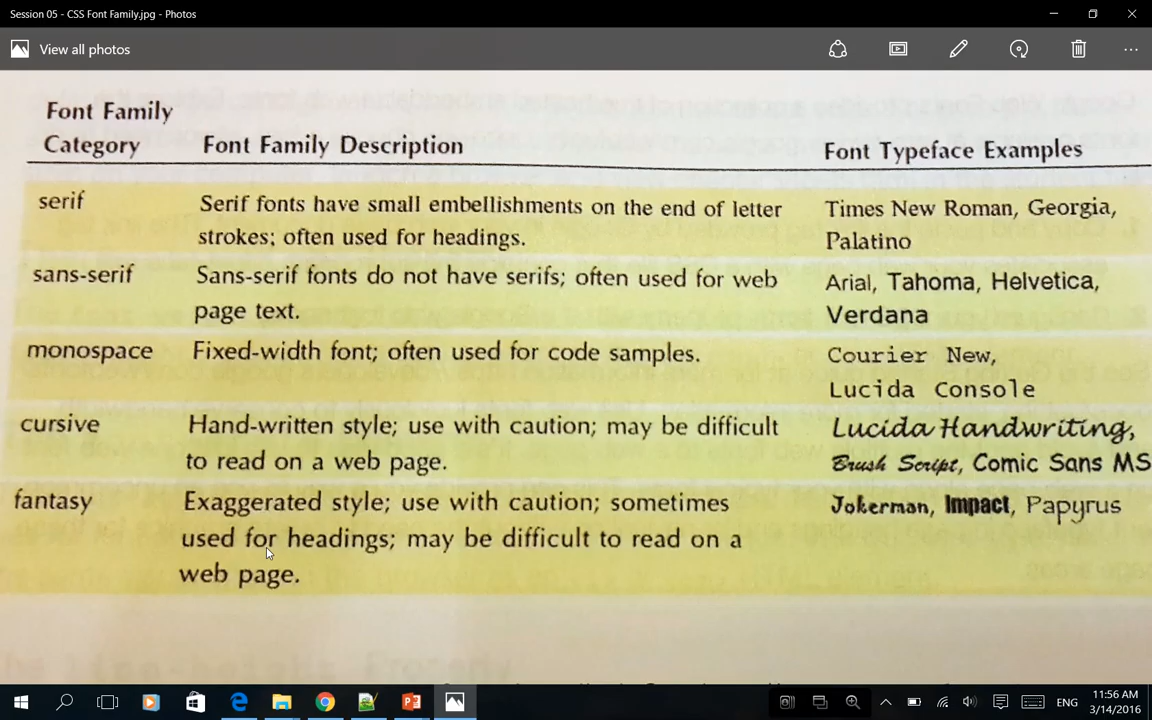 Session 05 - CSS Font Family.jpg - Photos
View all photos
Font Family
Category Font Family Description Font Typeface Examples
serif Serif fonts have small embellishments on the end of letter Times New Roman, Georgia,
strokes; often used for headings. Palatino
sans-serif Sans-serif fonts do not have serifs; often used for web Arial, Tahoma, Helvetica,
page text. Verdana
monospace Fixed-width font; often used for code samples. Courier New,
Lucida Console
cursive Hand-written style; use with caution; may be difficult Lucida Handwriting,
to read on a web page. Brush Script, Comic Sans MS
fantasy Exaggerated style; use with caution; sometimes Jokerman, Impact, Papyrus
used for headings; may be difficult to read on a
web page.
ENG
11:56 AM
3/14/2016